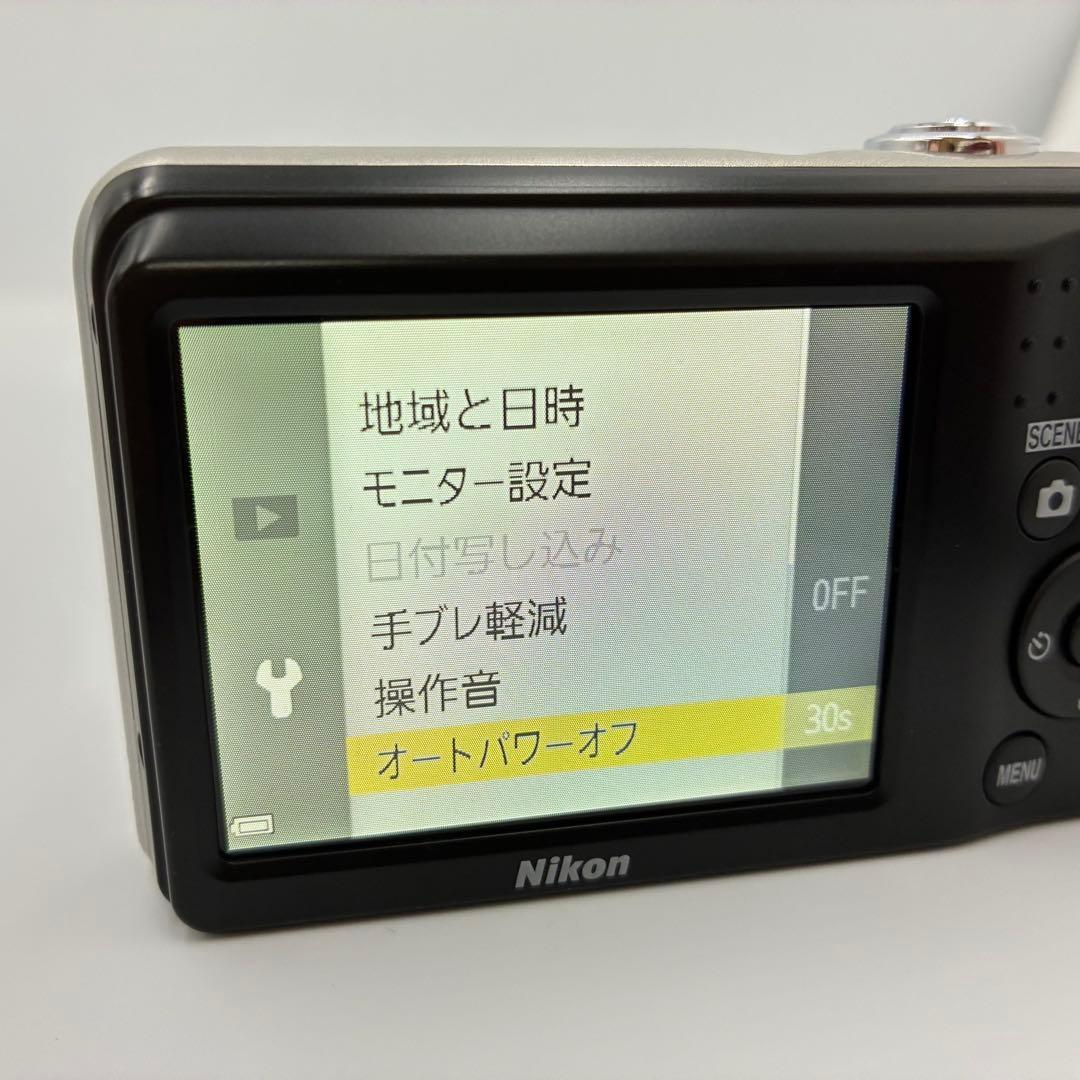 地域と日時
モニター設定
日付写し込み
手ブレ軽減 OFF
操作音
オートパワーオフ 30s
SCENE
MENU
Nikon